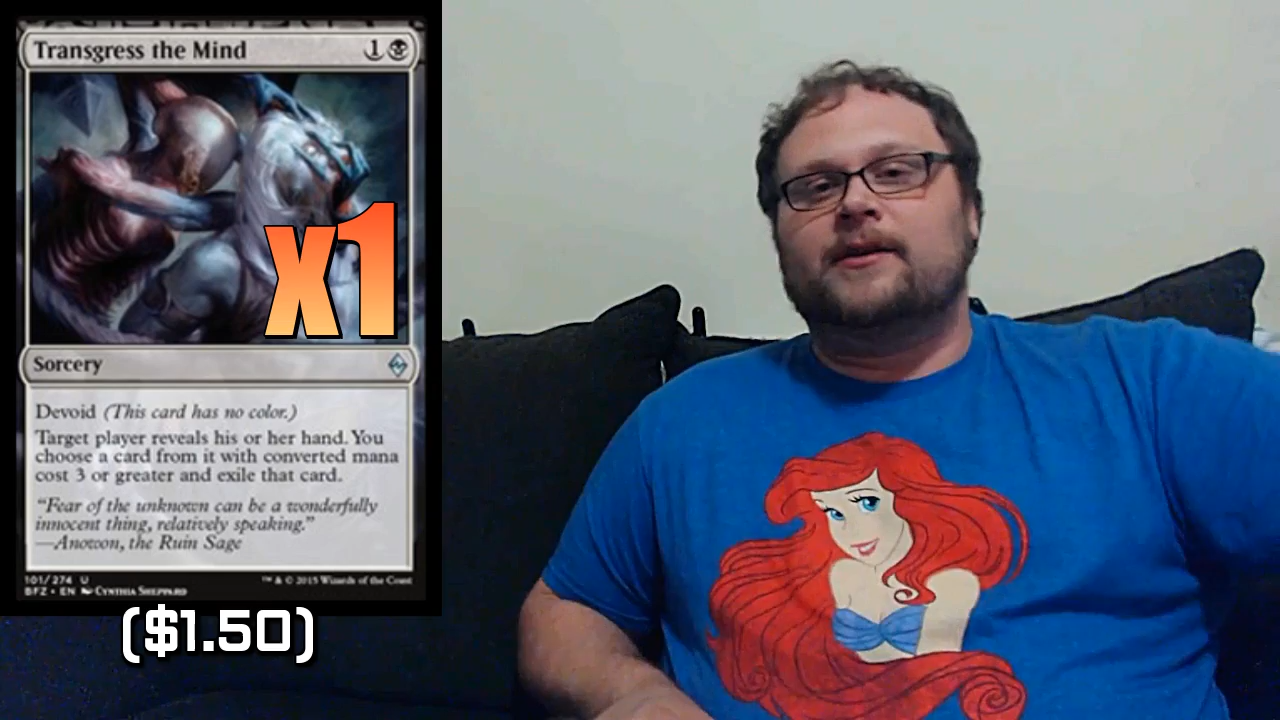 Transgress the Mind 1
x1
Sorcery
Devoid (This card has no color.)
Target player reveals his or her hand. You
choose a card from it with converted mana
cost 3 or greater and exile that card.
"Fear of the unknown can be a wonderfully
innocent thing, relatively speaking."
—Anowon, the Ruin Sage
101/274 U
™ & © 2015 Wizards of the Coast
BFZ • EN Cynthia Sheppard
($1.50)